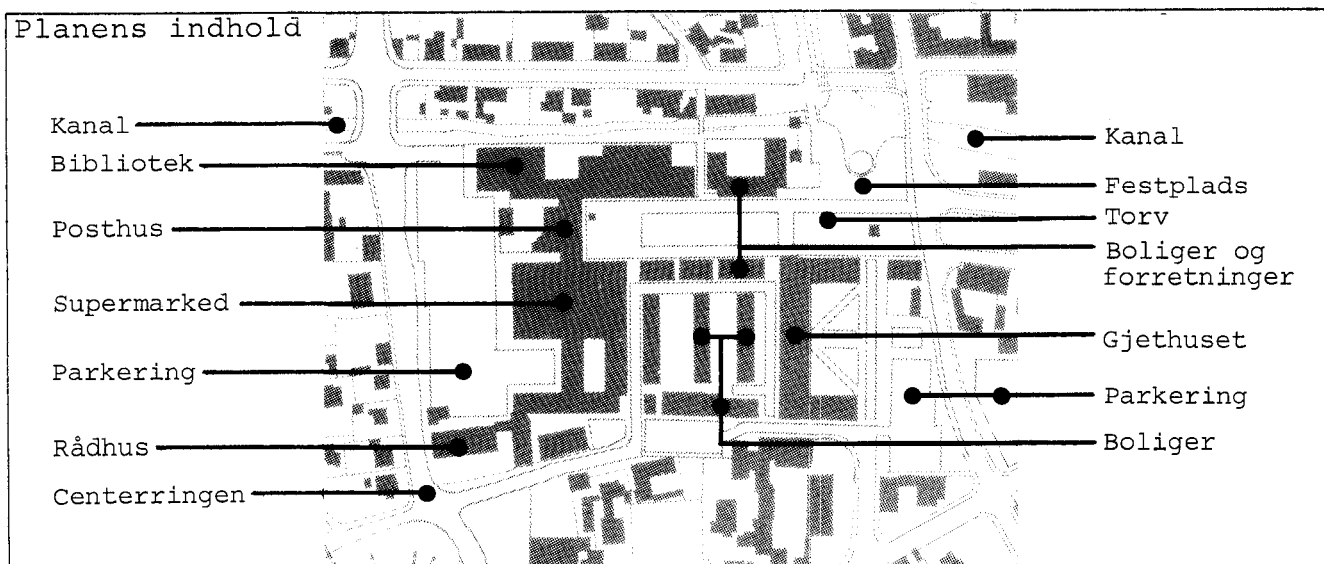 Planens indhold
Kanal
Bibliotek
Posthus
Supermarked
Parkering
Rådhus
Centerringen
Kanal
Festplads
Torv
Boliger og
forretninger
Gjethuset
Parkering
Boliger